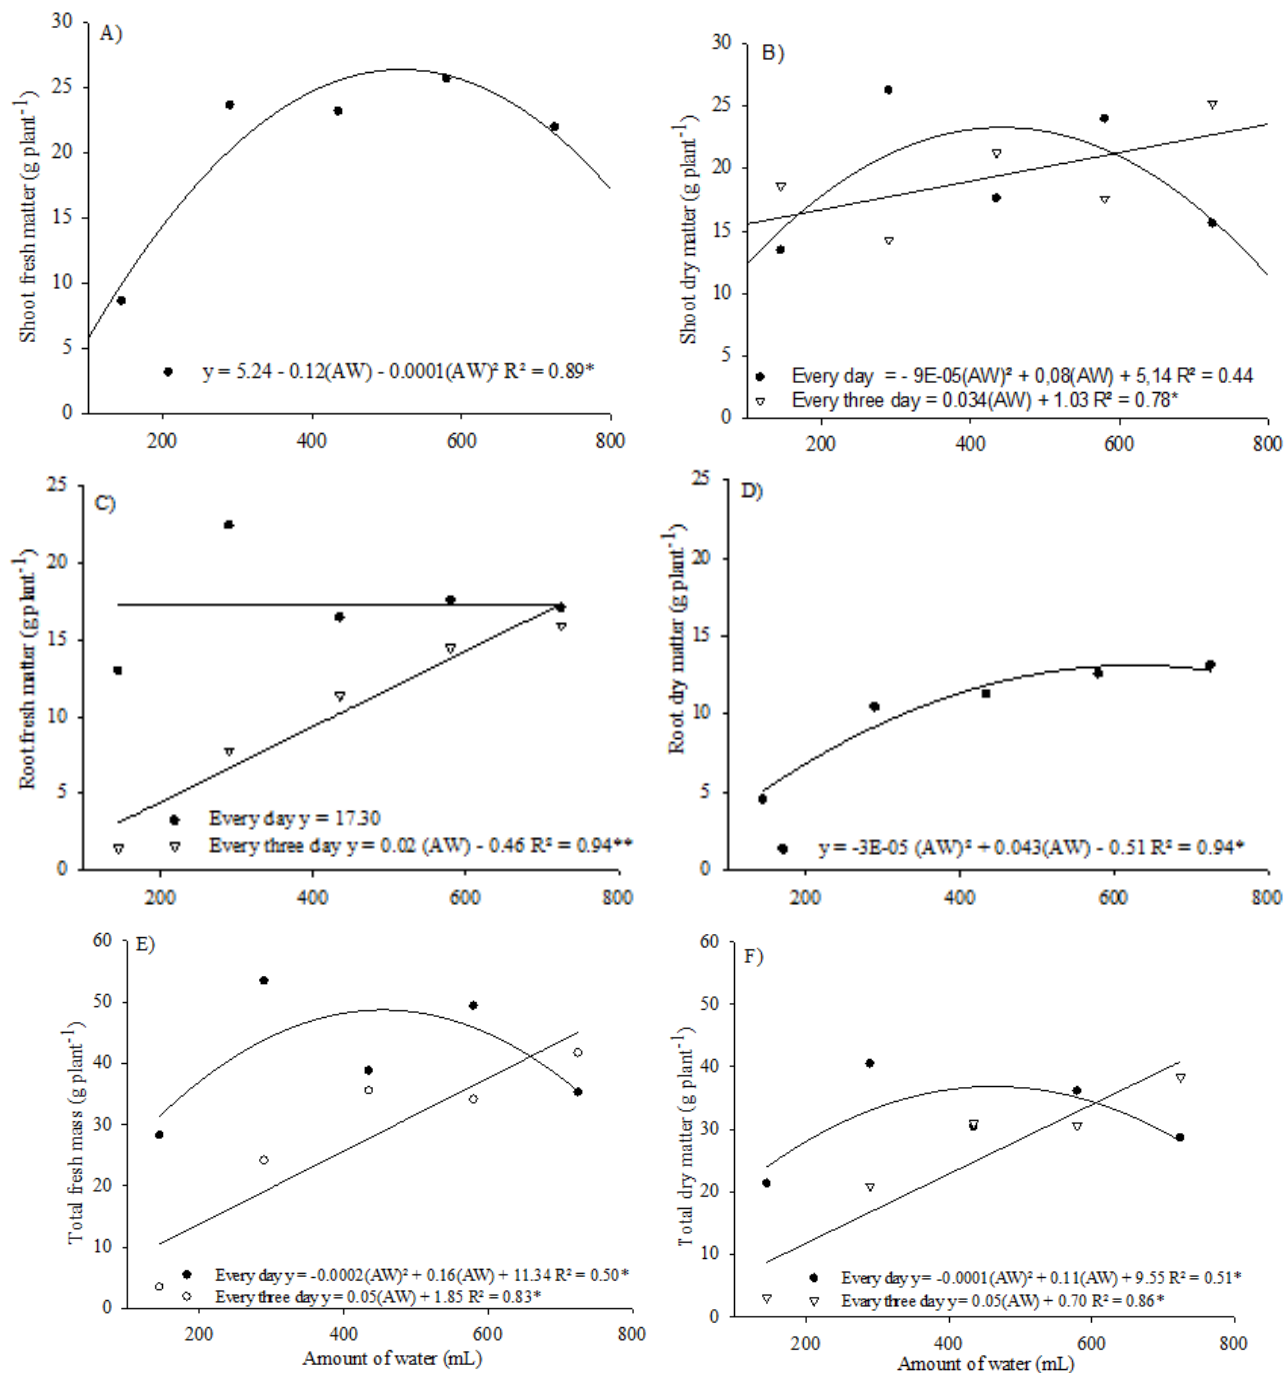 A)
Shoot fresh matter (g plant⁻¹)
30
25
20
15
10
5
0
y = 5.24 - 0.12(AW) - 0.0001(AW)² R² = 0.89*
200 400 600 800
B)
Shoot dry matter (g plant⁻¹)
30
25
20
15
10
5
0
Every day = - 9E-05(AW)² + 0,08(AW) + 5,14 R² = 0.44
Every three day = 0.034(AW) + 1.03 R² = 0.78*
200 400 600 800
C)
Root fresh matter (g plant⁻¹)
25
20
15
10
5
0
Every day y = 17.30
Every three day y = 0.02 (AW) - 0.46 R² = 0.94**
200 400 600 800
D)
Root dry matter (g plant⁻¹)
25
20
15
10
5
0
y = -3E-05 (AW)² + 0.043(AW) - 0.51 R² = 0.94*
200 400 600 800
E)
Total fresh mass (g plant⁻¹)
60
50
40
30
20
10
0
Every day y = -0.0002(AW)² + 0.16(AW) + 11.34 R² = 0.50*
Every three day y = 0.05(AW) + 1.85 R² = 0.83*
200 400 600 800
Amount of water (mL)
F)
Total dry matter (g plant⁻¹)
60
50
40
30
20
10
0
Every day y = -0.0001(AW)² + 0.11(AW) + 9.55 R² = 0.51*
Evary three day y = 0.05(AW) + 0.70 R² = 0.86*
200 400 600 800
Amount of water (mL)